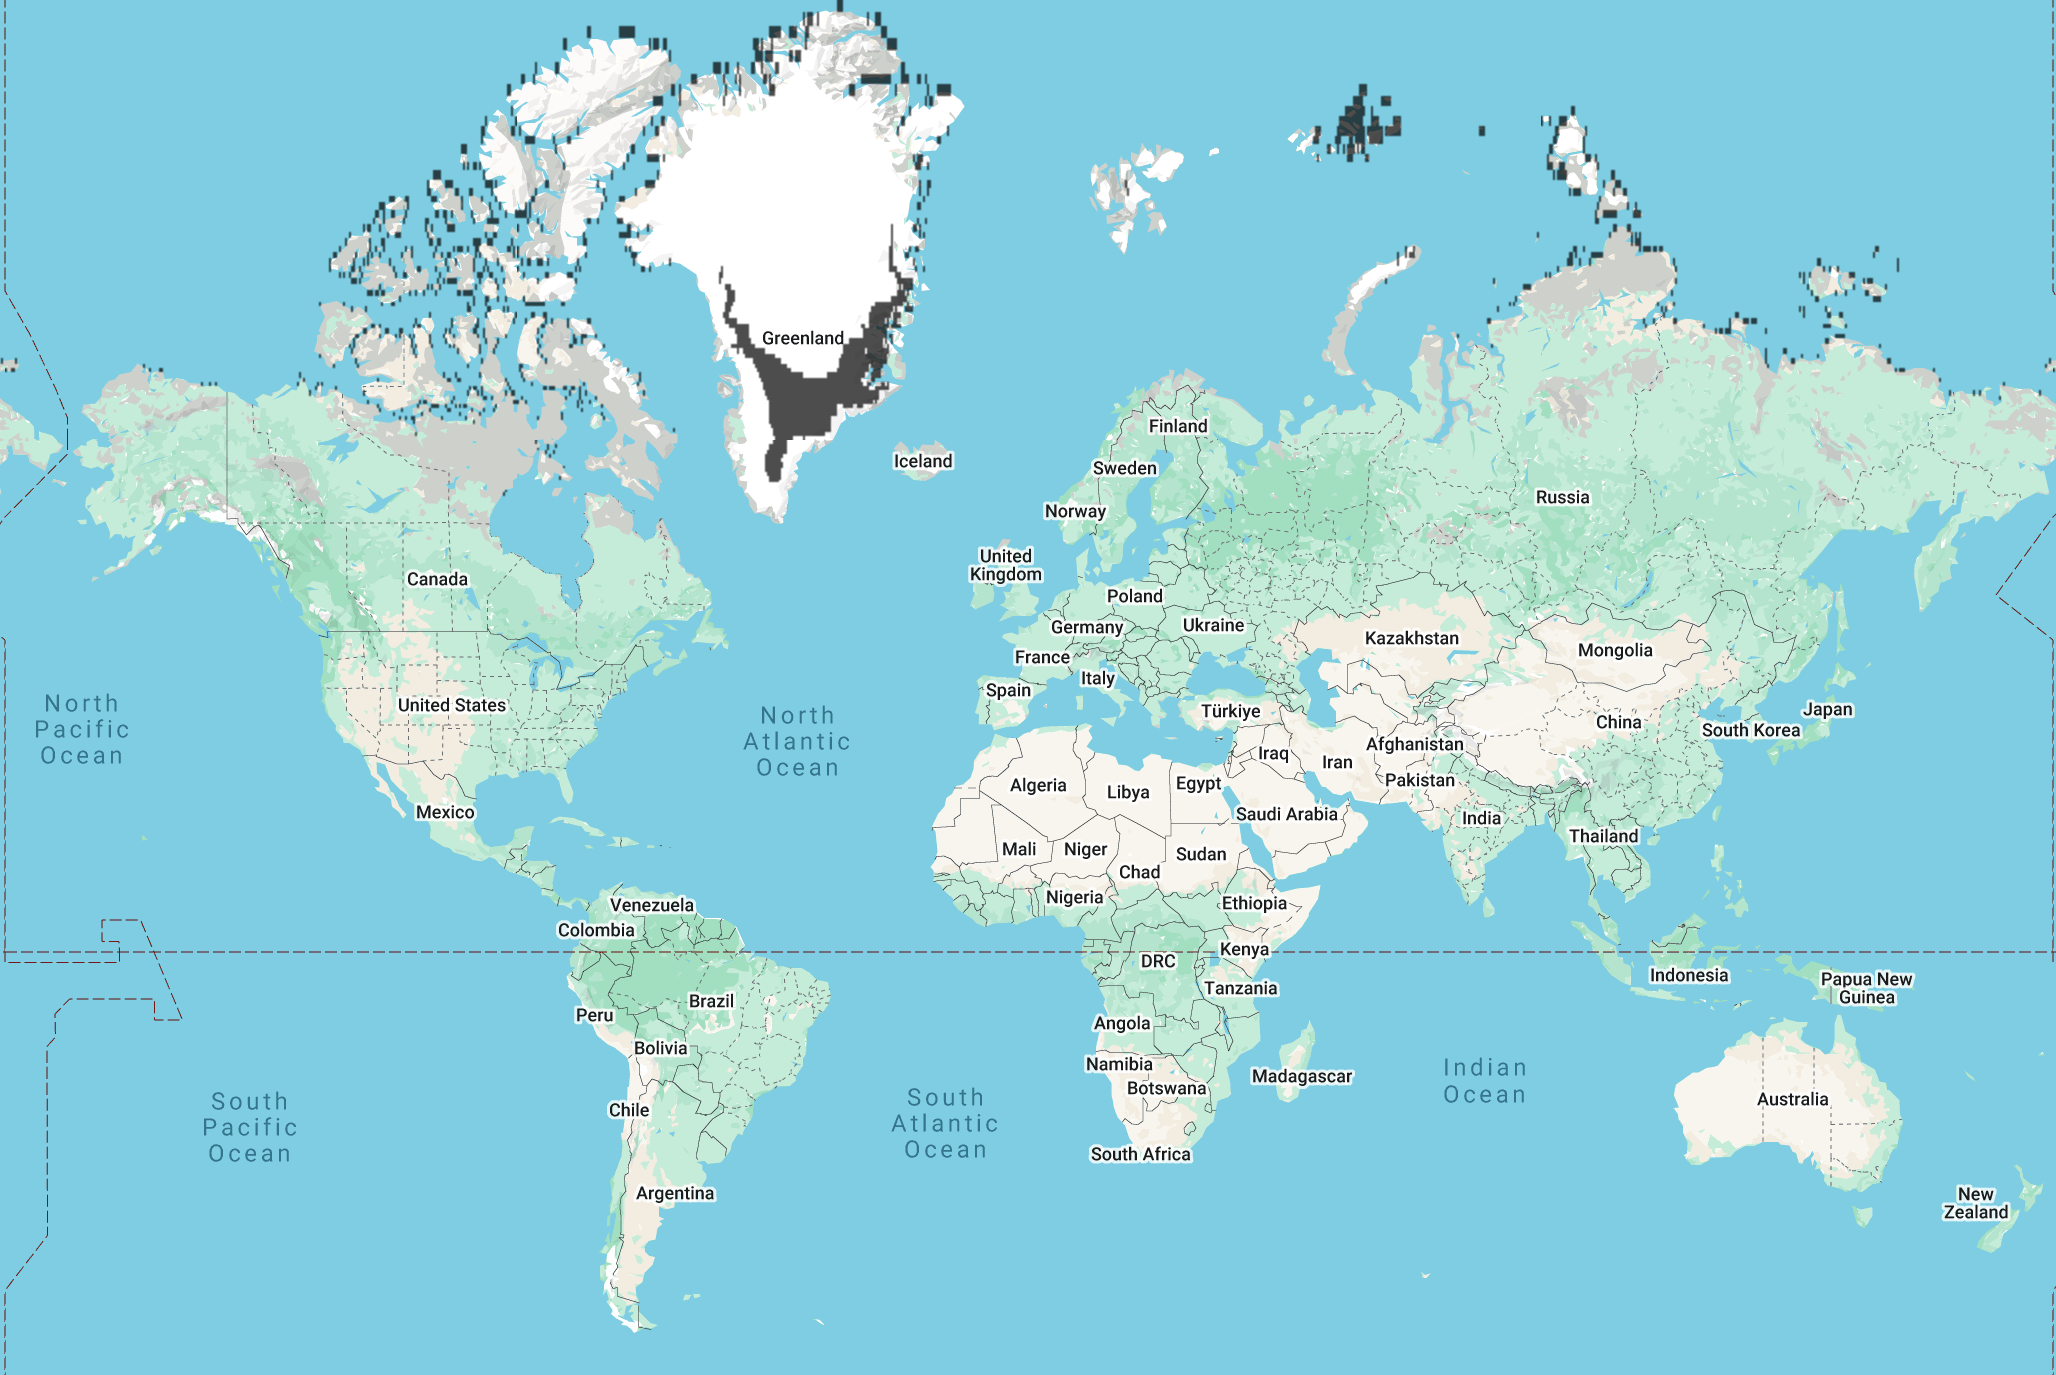 Greenland
Finland
Iceland
Sweden
Russia
Norway
United
Kingdom
Canada
Poland
Germany
Ukraine
Kazakhstan
Mongolia
France
Italy
Spain
United States
North
Pacific
Ocean
North
Atlantic
Ocean
Türkiye
China
Japan
South Korea
Afghanistan
Iraq
Iran
Pakistan
Algeria
Libya
Egypt
Saudi Arabia
India
Mexico
Thailand
Mali
Niger
Sudan
Chad
Nigeria
Ethiopia
Venezuela
Colombia
Kenya
DRC
Tanzania
Indonesia
Papua New
Guinea
Brazil
Peru
Angola
Bolivia
Namibia
Botswana
Madagascar
Indian
Ocean
Australia
Chile
South
Pacific
Ocean
South
Atlantic
Ocean
South Africa
Argentina
New
Zealand